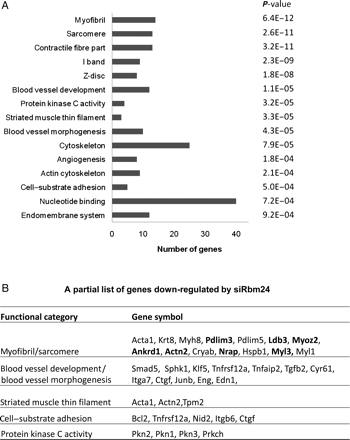 A
P-value
Myofibril 6.4E−12
Sarcomere 2.6E−11
Contractile fibre part 3.2E−11
I band 2.3E−09
Z-disc 1.8E−08
Blood vessel development 1.1E−05
Protein kinase C activity 3.2E−05
Striated muscle thin filament 3.3E−05
Blood vessel morphogenesis 4.3E−05
Cytoskeleton 7.9E−05
Angiogenesis 1.8E−04
Actin cytoskeleton 2.1E−04
Cell–substrate adhesion 5.0E−04
Nucleotide binding 7.2E−04
Endomembrane system 9.2E−04
0 10 20 30 40
Number of genes
B
A partial list of genes down-regulated by siRbm24
Functional category Gene symbol
Acta1, Krt8, Myh8, Pdlim3, Pdlim5, Ldb3, Myoz2,
Myofibril/sarcomere Ankrd1, Actn2, Cryab, Nrap, Hspb1, Myl3, Myl1
Blood vessel development/ Smad5, Sphk1, Klf5, Tnfrsf12a, Tnfaip2, Tgfb2, Cyr61,
blood vessel morphogenesis Itga7, Ctgf, Junb, Eng, Edn1,
Striated muscle thin filament Acta1, Actn2,Tpm2
Cell–substrate adhesion Bcl2, Tnfrsf12a, Nid2, Itgb6, Ctgf
Protein kinase C activity Pkn2, Pkn1, Pkn3, Prkch